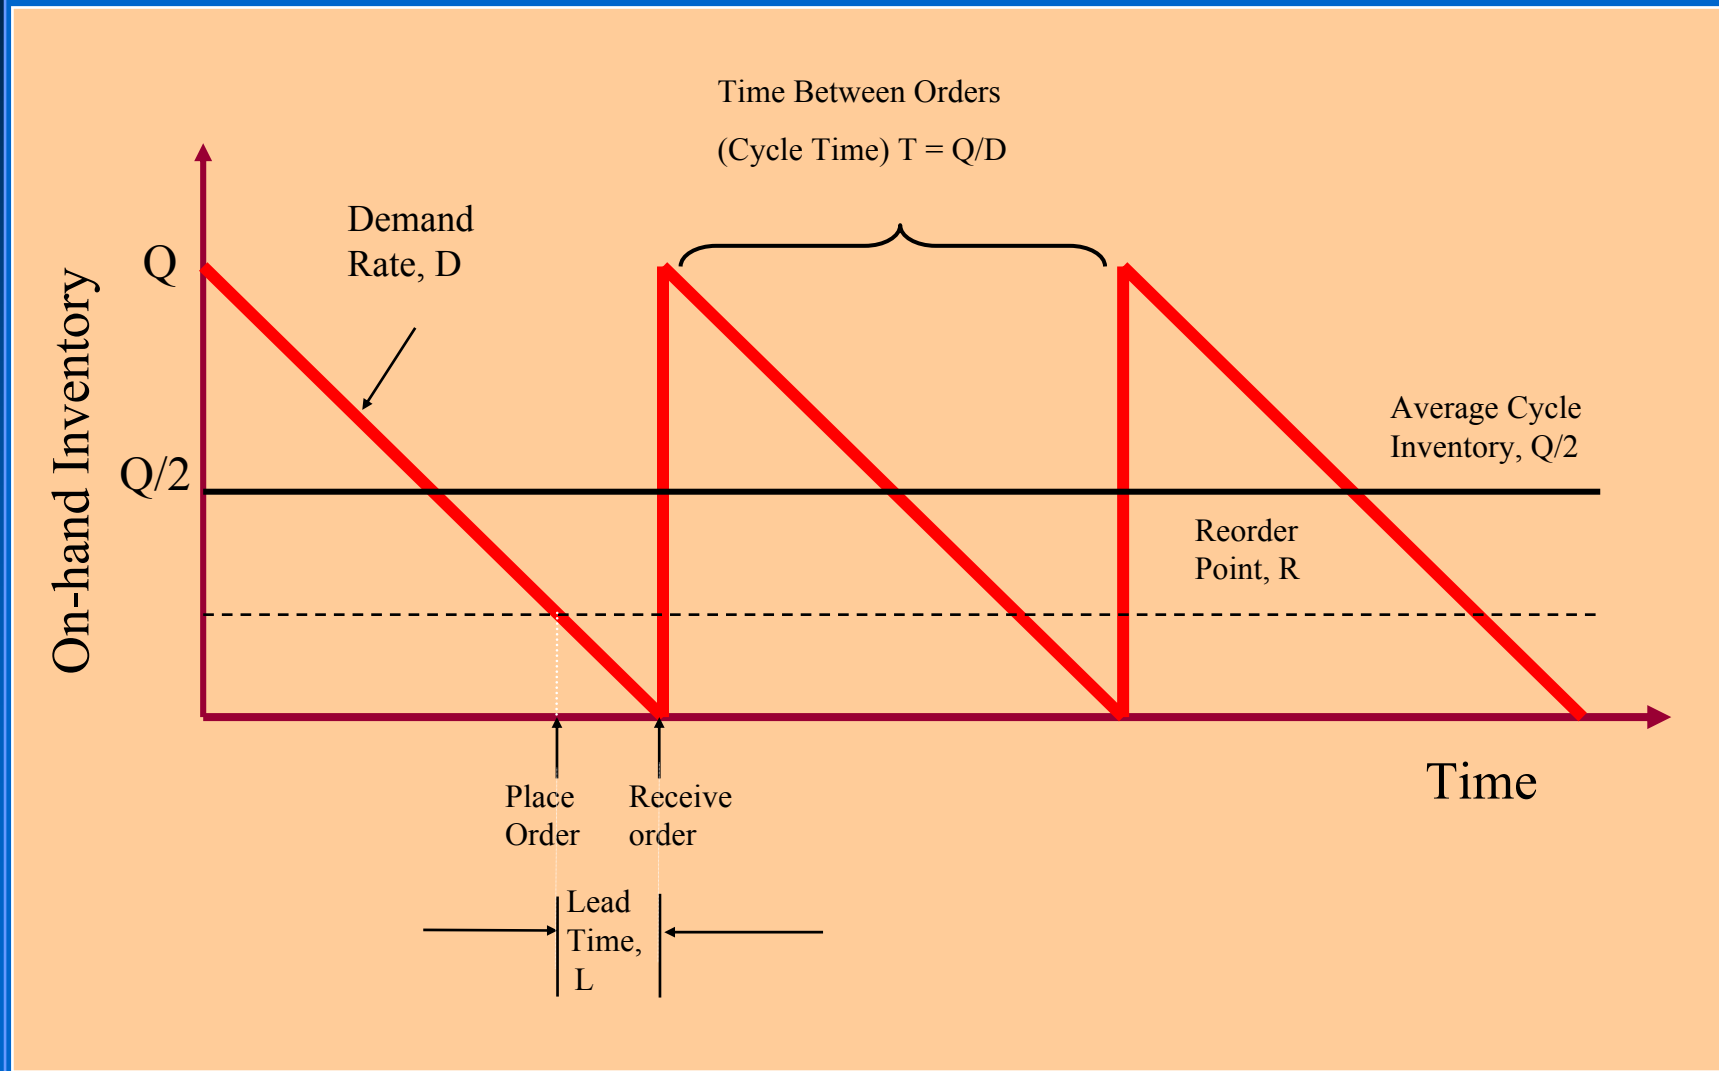 Time Between Orders
(Cycle Time) T = Q/D
Demand
Rate, D
Q
On-hand Inventory
Q/2
Average Cycle
Inventory, Q/2
Reorder
Point, R
Time
Place
Order
Receive
order
Lead
Time,
L